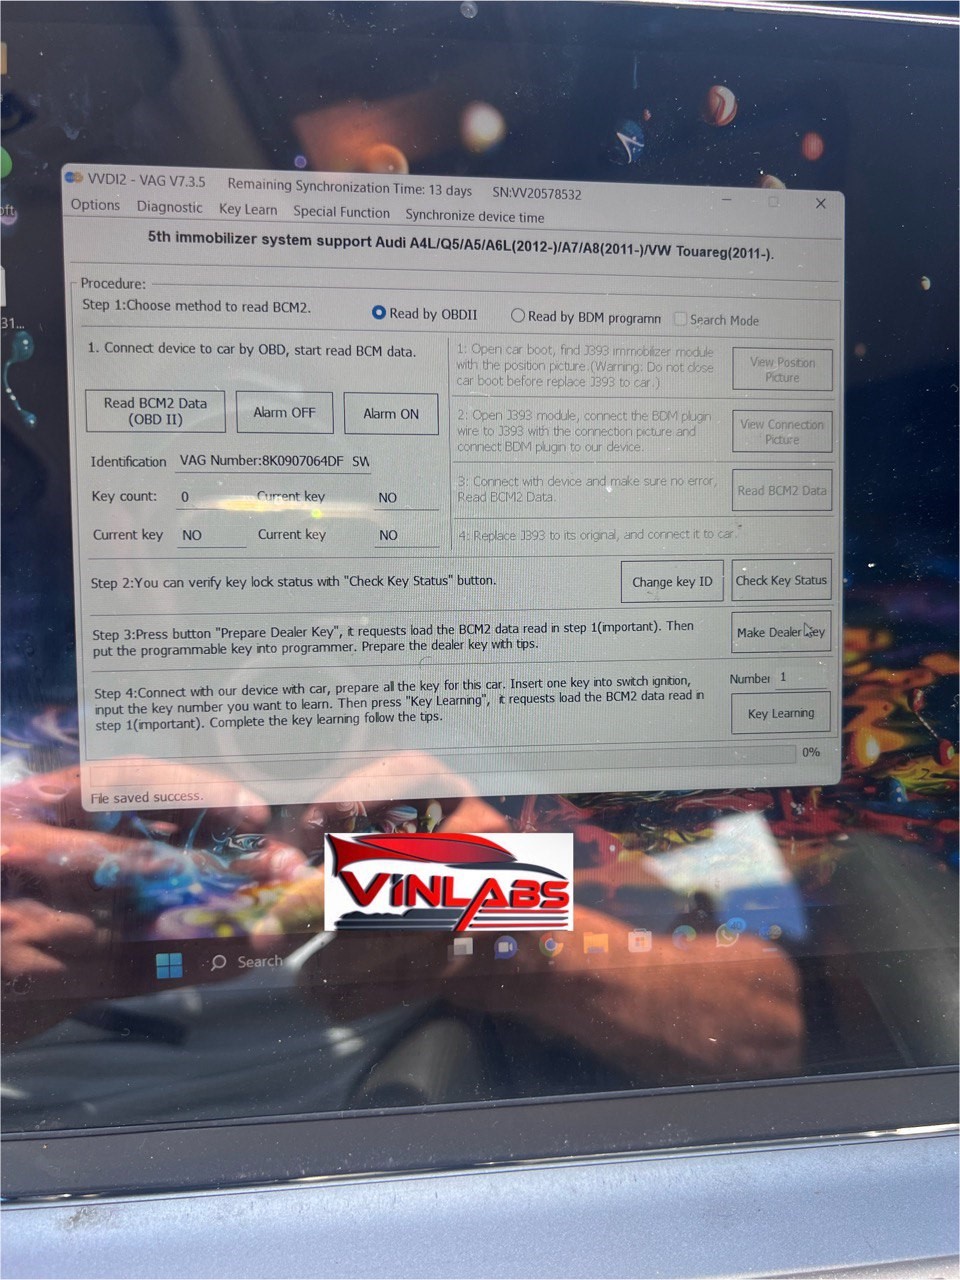 VVDI2 - VAG V7.3.5 Remaining Synchronization Time: 13 days SN:VV20578532
Options Diagnostic Key Learn Special Function Synchronize device time
5th immobilizer system support Audi A4L/Q5/A5/A6L(2012-)/A7/A8(2011-)/VW Touareg(2011-).
Procedure:
Step 1:Choose method to read BCM2.
Read by OBDII
Read by BDM programn
Search Mode
31...
1. Connect device to car by OBD, start read BCM data.
Read BCM2 Data
(OBD II)
Alarm OFF
Alarm ON
Identification VAG Number:8K0907064DF SW
Key count: 0 Current key NO
Current key NO Current key NO
1: Open car boot, find J393 immobilizer module
with the position picture.(Warning: Do not close
car boot before replace J393 to car.)
View Position
Picture
2: Open J393 module, connect the BDM plugin
wire to J393 with the connection picture and
connect BDM plugin to our device.
View Connection
Picture
3: Connect with device and make sure no error,
Read BCM2 Data.
Read BCM2 Data
4: Replace J393 to its original, and connect it to car.
Step 2:You can verify key lock status with "Check Key Status" button.
Change key ID
Check Key Status
Step 3:Press button "Prepare Dealer Key", it requests load the BCM2 data read in step 1(important). Then
put the programmable key into programmer. Prepare the dealer key with tips.
Make Dealer Key
Step 4:Connect with our device with car, prepare all the key for this car. Insert one key into switch ignition,
input the key number you want to learn. Then press "Key Learning", it requests load the BCM2 data read in
step 1(important). Complete the key learning follow the tips.
Number 1
Key Learning
0%
File saved success.
VINLABS
Search